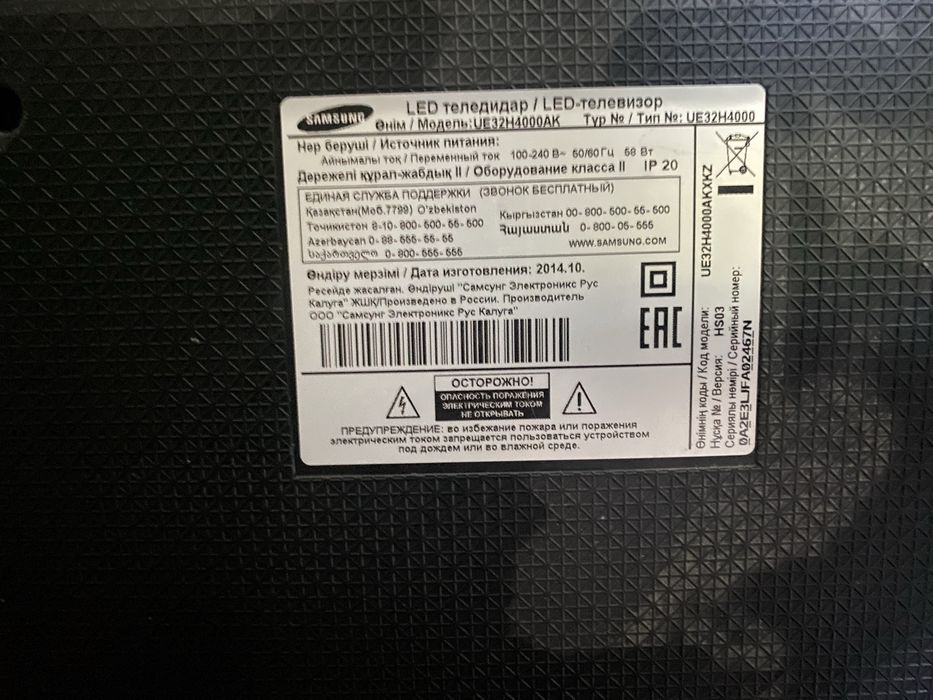 SAMSUNG
LED теледидар / LED-телевизор
Өнім / Модель:UE32H4000AK Түр № / Тип №: UE32H4000
Нәр беруші / Источник питания:
Айнымалы ток / Переменный ток 100-240 В~ 50/60 Гц 58 Вт
Дәрежелі құрал-жабдық II / Оборудование класса II IP 20
ЕДИНАЯ СЛУЖБА ПОДДЕРЖКИ (ЗВОНОК БЕСПЛАТНЫЙ)
Қазақстан(Моб.7799) O'zbekiston
Тоҷикистон 8-10-800-500-55-500
Azərbaycan 0-88-555-55-55
საქართველო 0-800-555-555
Кыргызстан 00-800-500-55-500
Հայաստան 0-800-05-555
WWW.SAMSUNG.COM
Өндіру мерзімі / Дата изготовления: 2014.10.
Ресейде жасалған. Өндіруші "Самсунг Электроникс Рус
Калуга" ЖШҚ/Произведено в России. Производитель
ООО "Самсунг Электроникс Рус Калуга"
EAC
ОСТОРОЖНО!
ОПАСНОСТЬ ПОРАЖЕНИЯ
ЭЛЕКТРИЧЕСКИМ ТОКОМ
НЕ ОТКРЫВАТЬ
ПРЕДУПРЕЖДЕНИЕ: во избежание пожара или поражения
электрическим током запрещается пользоваться устройством
под дождем или во влажной среде.
Өнімнің коды / Код модели: UE32H4000AKXKZ
Нұсқа № / Версия: HS03
Сериялы нөмірі / Серийный номер:
0A2E3LJFA02467N